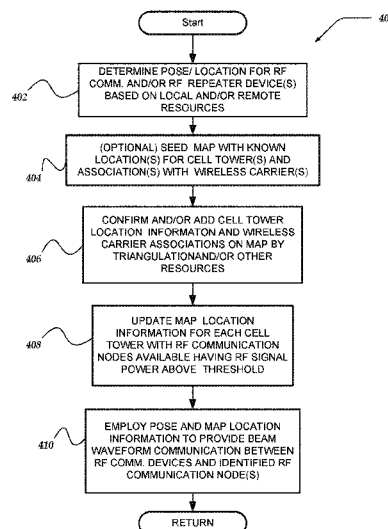 Start
40
402
DETERMINE POSE/ LOCATION FOR RF
COMM. AND/OR RF REPEATER DEVICE(S)
BASED ON LOCAL AND/OR REMOTE
RESOURCES
404
(OPTIONAL) SEED MAP WITH KNOWN
LOCATION(S) FOR CELL TOWER(S) AND
ASSOCIATION(S) WITH WIRELESS CARRIER(S)
406
CONFIRM AND/OR ADD CELL TOWER
LOCATION INFORMATON AND WIRELESS
CARRIER ASSOCIATIONS ON MAP BY
TRIANGULATIONAND/OR OTHER
RESOURCES
408
UPDATE MAP LOCATION
INFORMATION FOR EACH CELL
TOWER WITH RF COMMUNICATION
NODES AVAILABLE HAVING RF SIGNAL
POWER ABOVE THRESHOLD
410
EMPLOY POSE AND MAP LOCATION
INFORMATION TO PROVIDE BEAM
WAVEFORM COMMUNICATION BETWEEN
RF COMM. DEVICES AND IDENTIFIED RF
COMMUNICATION NODE(S)
RETURN